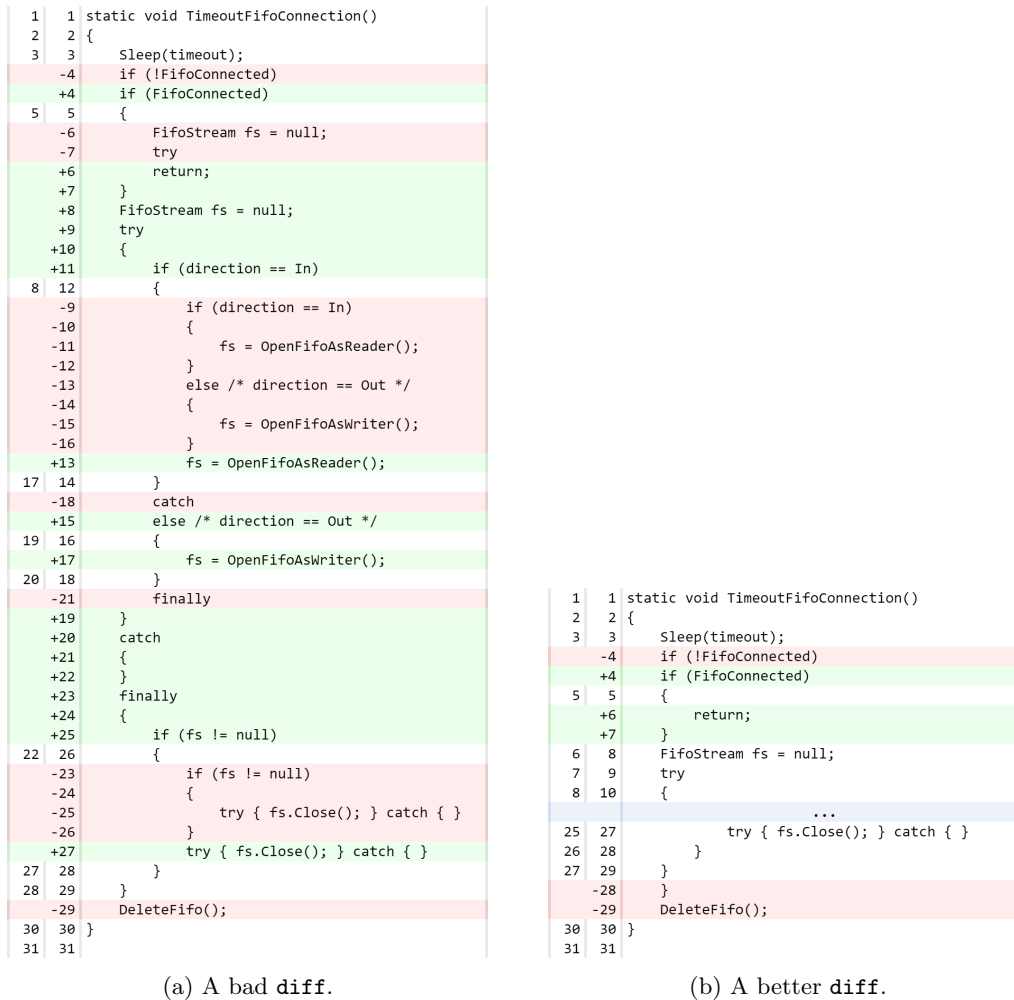 1 1 static void TimeoutFifoConnection()
2 2 {
3 3 Sleep(timeout);
-4 if (!FifoConnected)
+4 if (FifoConnected)
5 5 {
-6 FifoStream fs = null;
-7 try
+6 return;
+7 }
+8 FifoStream fs = null;
+9 try
+10 {
+11 if (direction == In)
8 12 {
-9 if (direction == In)
-10 {
-11 fs = OpenFifoAsReader();
-12 }
-13 else /* direction == Out */
-14 {
-15 fs = OpenFifoAsWriter();
-16 }
+13 fs = OpenFifoAsReader();
17 14 }
-18 catch
+15 else /* direction == Out */
19 16 {
+17 fs = OpenFifoAsWriter();
20 18 }
-21 finally
+19 }
+20 catch
+21 {
+22 }
+23 finally
+24 {
+25 if (fs != null)
22 26 {
-23 if (fs != null)
-24 {
-25 try { fs.Close(); } catch { }
-26 }
+27 try { fs.Close(); } catch { }
27 28 }
28 29 }
-29 DeleteFifo();
30 30 }
31 31
(a) A bad diff.
1 1 static void TimeoutFifoConnection()
2 2 {
3 3 Sleep(timeout);
-4 if (!FifoConnected)
+4 if (FifoConnected)
5 5 {
+6 return;
+7 }
6 8 FifoStream fs = null;
7 9 try
8 10 {
...
25 27 try { fs.Close(); } catch { }
26 28 }
27 29 }
-28 }
-29 DeleteFifo();
30 30 }
31 31
(b) A better diff.